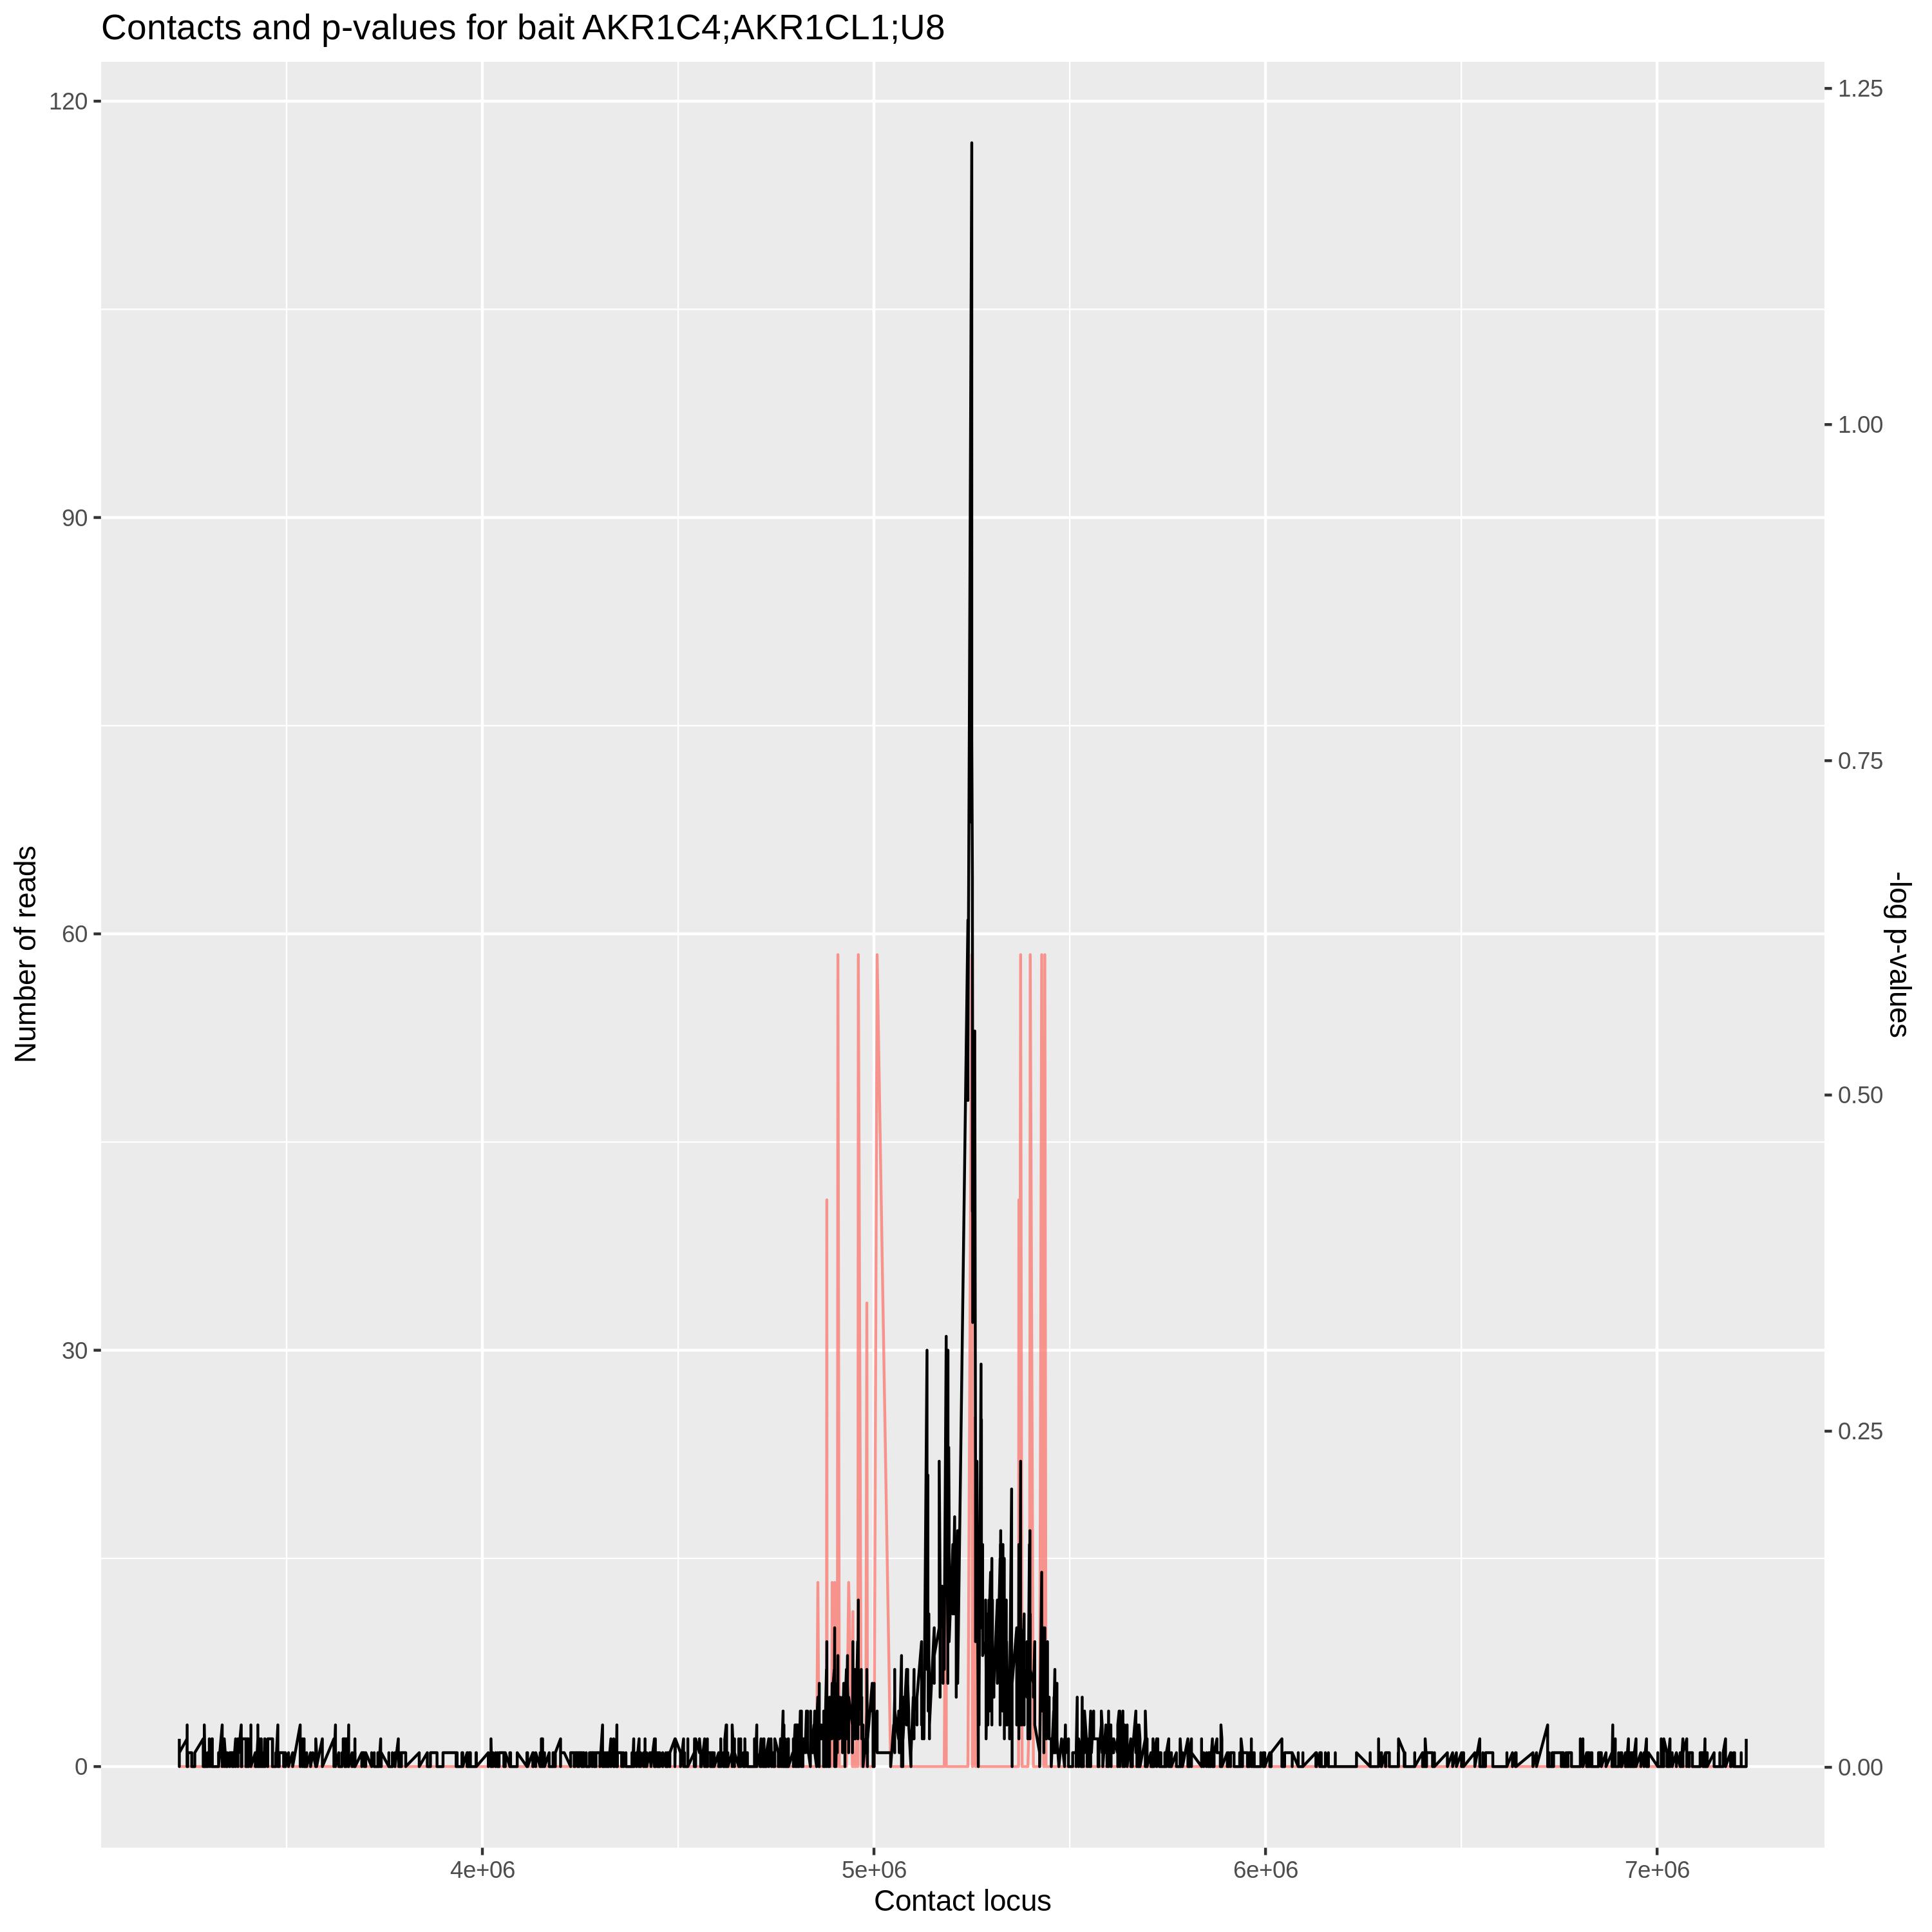 Contacts and p-values for bait AKR1C4;AKR1CL1;U8
120
90
60
30
0
Number of reads
1.25
1.00
0.75
0.50
0.25
0.00
-log p-values
4e+06
5e+06
6e+06
7e+06
Contact locus